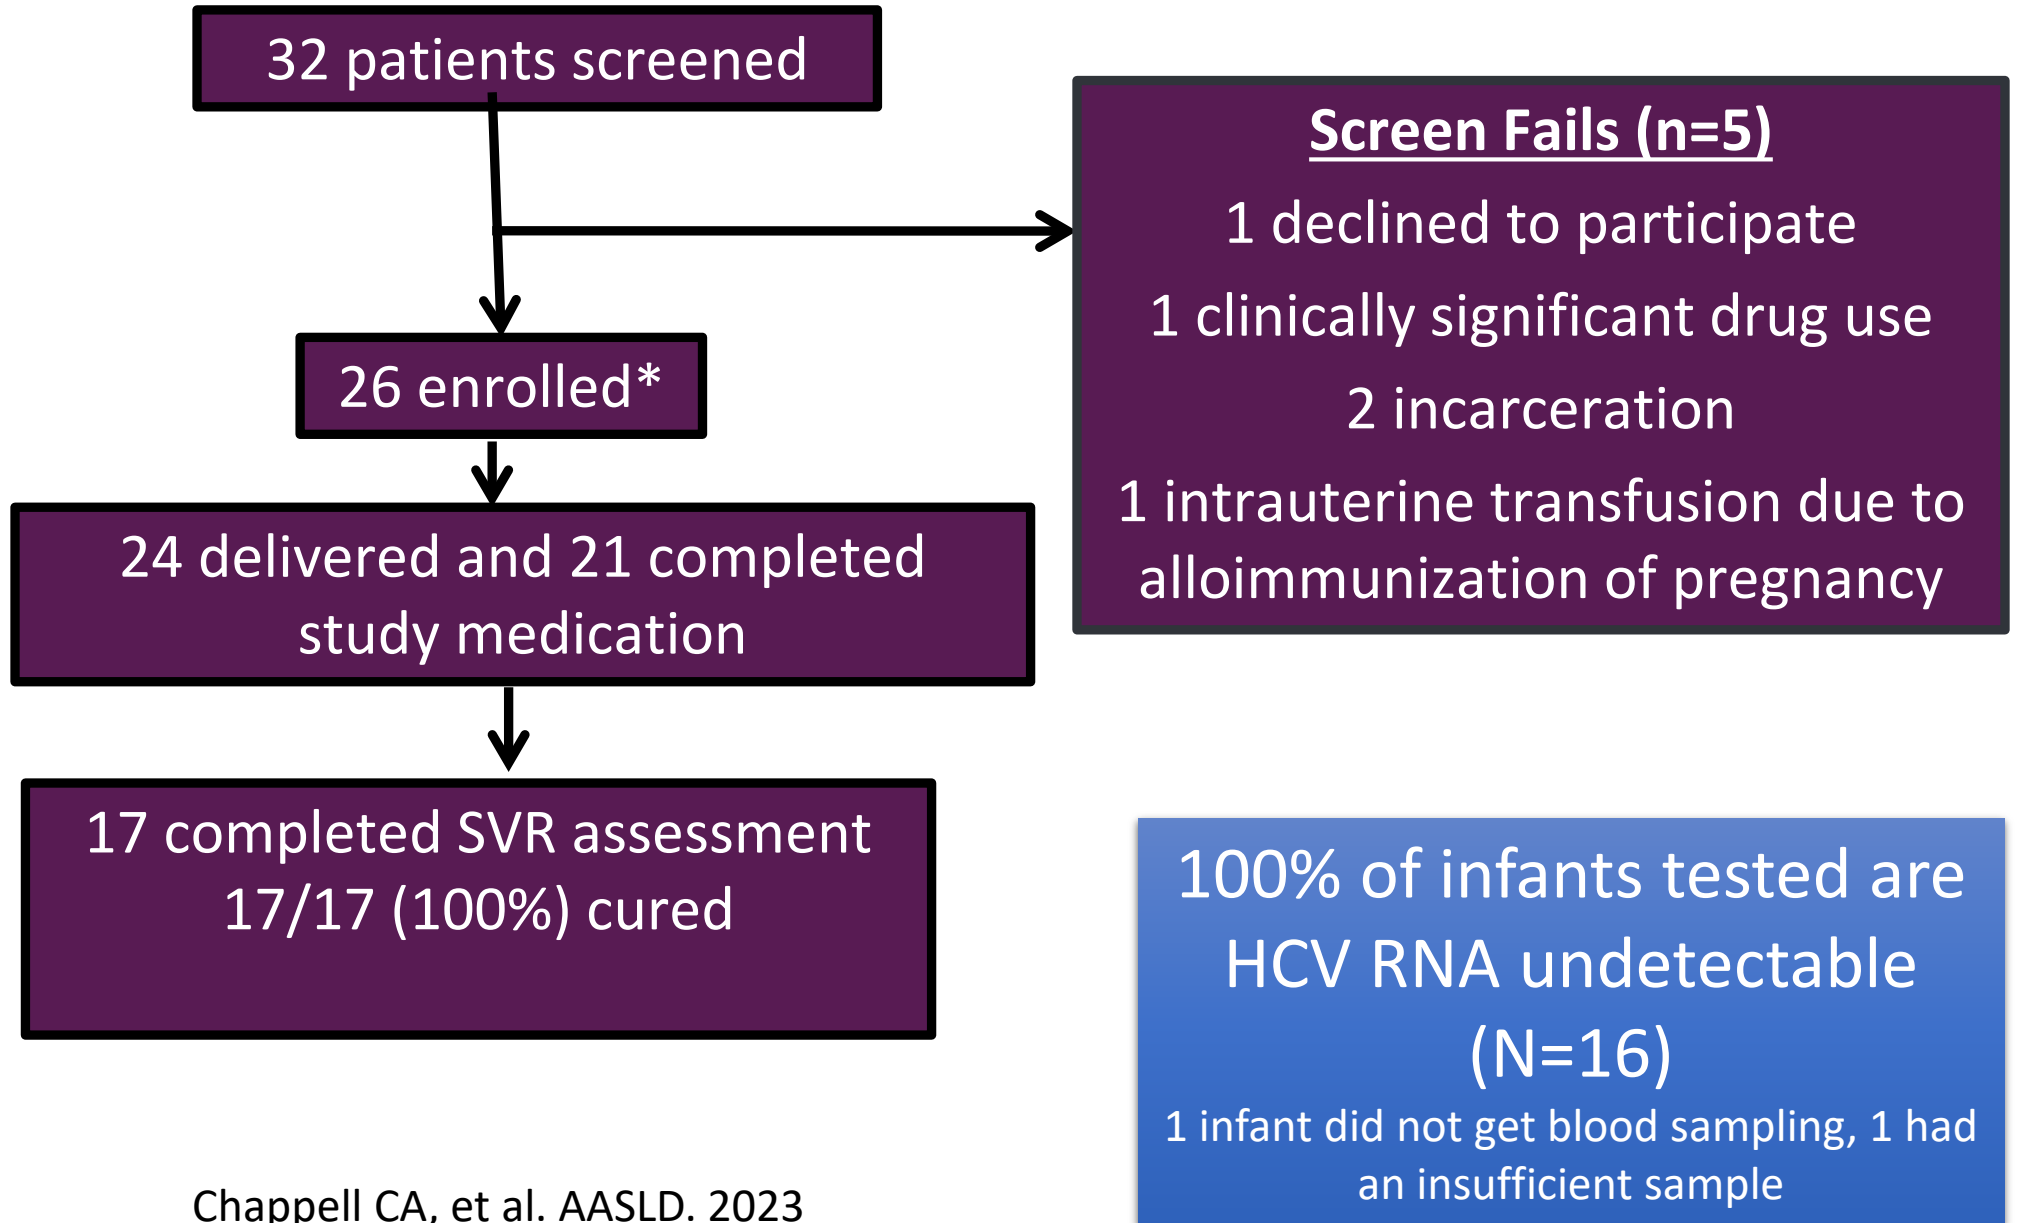 32 patients screened
Screen Fails (n=5)
1 declined to participate
1 clinically significant drug use
2 incarceration
1 intrauterine transfusion due to
alloimmunization of pregnancy
26 enrolled*
24 delivered and 21 completed
study medication
17 completed SVR assessment
17/17 (100%) cured
100% of infants tested are
HCV RNA undetectable
(N=16)
1 infant did not get blood sampling, 1 had
an insufficient sample
Chappell CA, et al. AASLD. 2023